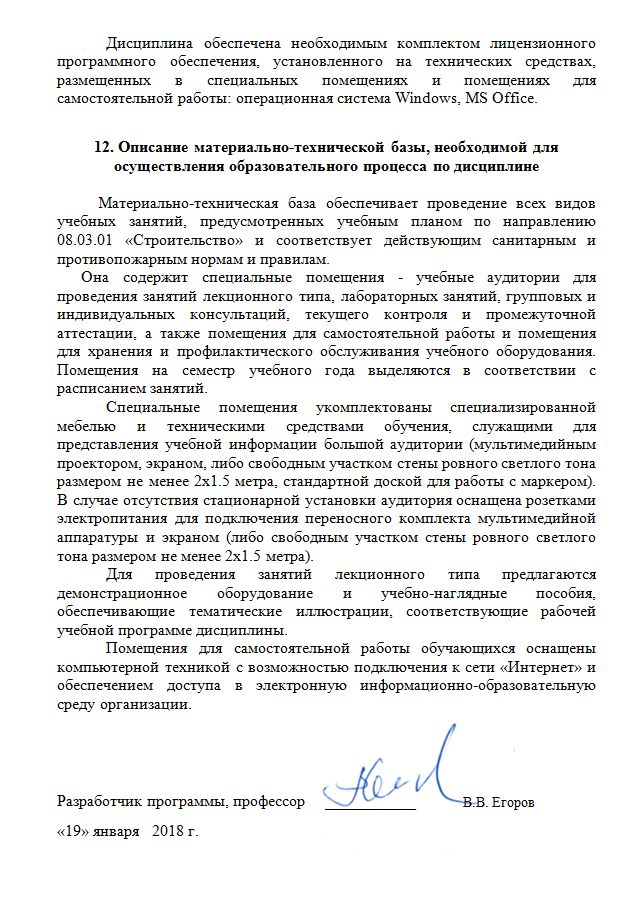 Дисциплина обеспечена необходимым комплектом лицензионного
программного обеспечения, установленного на технических средствах,
размещенных в специальных помещениях и помещениях для
самостоятельной работы: операционная система Windows, MS Office.
12. Описание материально-технической базы, необходимой для
осуществления образовательного процесса по дисциплине
Материально-техническая база обеспечивает проведение всех видов
учебных занятий, предусмотренных учебным планом по направлению
08.03.01 «Строительство» и соответствует действующим санитарным и
противопожарным нормам и правилам.
Она содержит специальные помещения - учебные аудитории для
проведения занятий лекционного типа, лабораторных занятий, групповых и
индивидуальных консультаций, текущего контроля и промежуточной
аттестации, а также помещения для самостоятельной работы и помещения
для хранения и профилактического обслуживания учебного оборудования.
Помещения на семестр учебного года выделяются в соответствии с
расписанием занятий.
Специальные помещения укомплектованы специализированной
мебелью и техническими средствами обучения, служащими для
представления учебной информации большой аудитории (мультимедийным
проектором, экраном, либо свободным участком стены ровного светлого тона
размером не менее 2х1.5 метра, стандартной доской для работы с маркером).
В случае отсутствия стационарной установки аудитория оснащена розетками
электропитания для подключения переносного комплекта мультимедийной
аппаратуры и экраном (либо свободным участком стены ровного светлого
тона размером не менее 2х1.5 метра).
Для проведения занятий лекционного типа предлагаются
демонстрационное оборудование и учебно-наглядные пособия,
обеспечивающие тематические иллюстрации, соответствующие рабочей
учебной программе дисциплины.
Помещения для самостоятельной работы обучающихся оснащены
компьютерной техникой с возможностью подключения к сети «Интернет» и
обеспечением доступа в электронную информационно-образовательную
среду организации.
Разработчик программы, профессор ____________ В.В. Егоров
«19» января 2018 г.